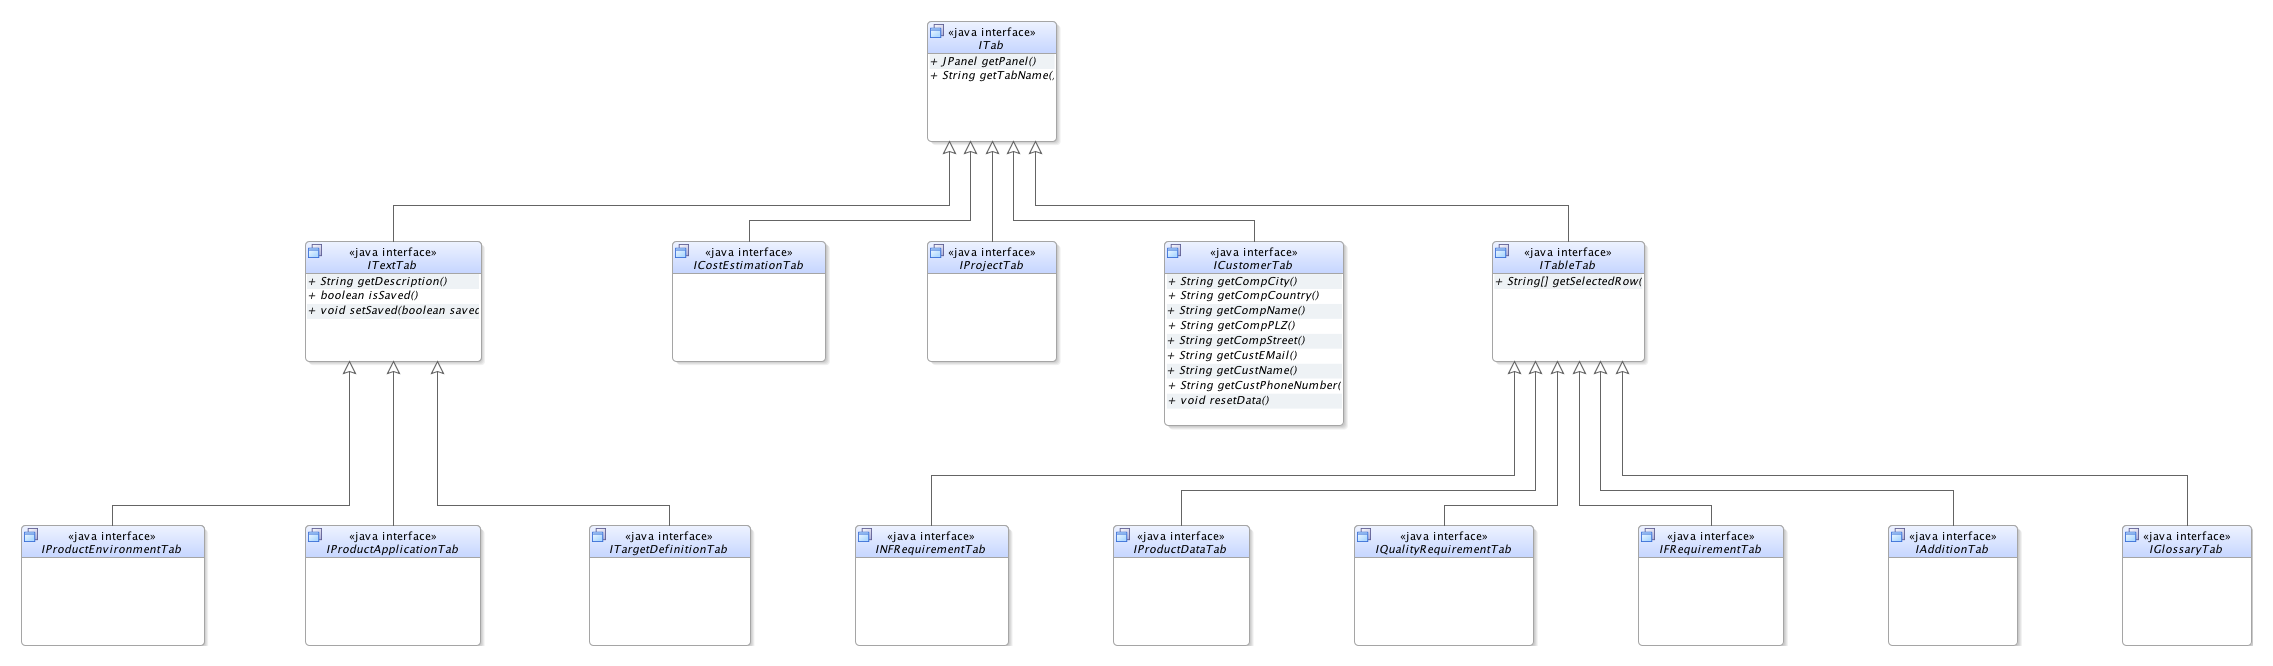 «java interface»
ITab
+ JPanel getPanel()
+ String getTabName(
«java interface»
ITextTab
+ String getDescription()
+ boolean isSaved()
+ void setSaved(boolean saved
«java interface»
ICostEstimationTab
«java interface»
IProjectTab
«java interface»
ICustomerTab
+ String getCompCity()
+ String getCompCountry()
+ String getCompName()
+ String getCompPLZ()
+ String getCompStreet()
+ String getCustEMail()
+ String getCustName()
+ String getCustPhoneNumber(
+ void resetData()
«java interface»
ITableTab
+ String[] getSelectedRow(
«java interface»
IProductEnvironmentTab
«java interface»
IProductApplicationTab
«java interface»
ITargetDefinitionTab
«java interface»
INFRequirementTab
«java interface»
IProductDataTab
«java interface»
IQualityRequirementTab
«java interface»
IFRequirementTab
«java interface»
IAdditionTab
«java interface»
IGlossaryTab